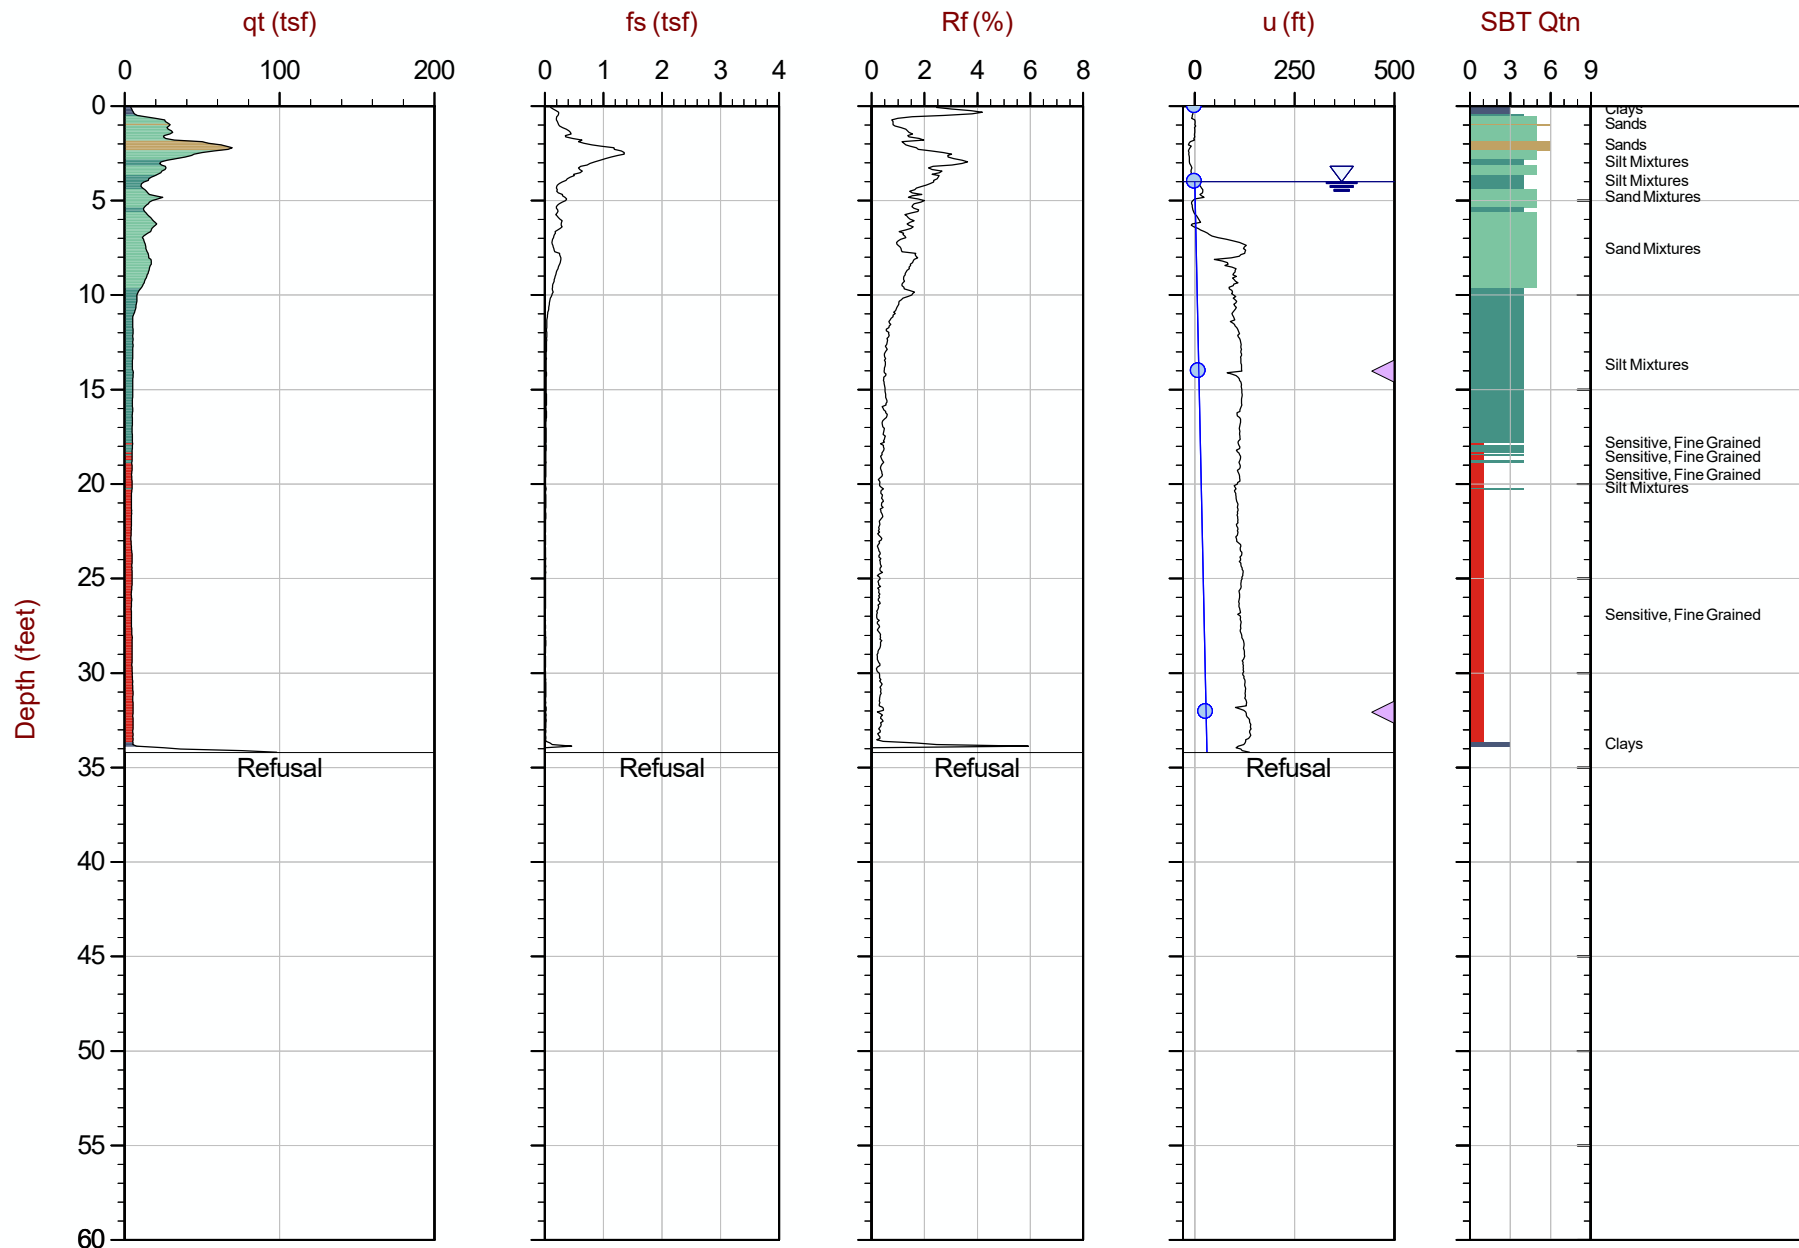 qt (tsf) fs (tsf) Rf (%) u (ft) SBT Qtn
0 100 200 0 1 2 3 4 0 2 4 6 8 0 250 500 0 3 6 9
0 Clays
Sands
Sands
Silt Mixtures
Silt Mixtures
5 Sand Mixtures
Sand Mixtures
10
Silt Mixtures
15
Sensitive, Fine Grained
Sensitive, Fine Grained
Sensitive, Fine Grained
20 Silt Mixtures
25
Sensitive, Fine Grained
30
Depth (feet)
Clays
35 Refusal Refusal Refusal Refusal
40
45
50
55
60